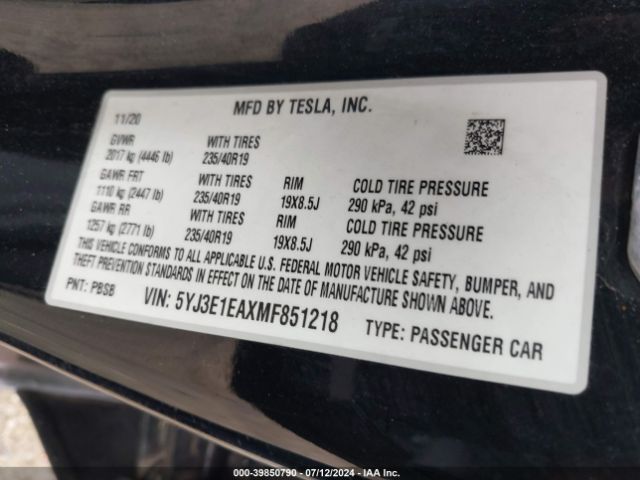 MFD BY TESLA, INC.
11/20
GVWR WITH TIRES
2017 kg (4446 lb) 235/40R19
GAWR FRT WITH TIRES RIM COLD TIRE PRESSURE
1110 kg (2447 lb) 235/40R19 19X8.5J 290 kPa, 42 psi
GAWR RR WITH TIRES RIM COLD TIRE PRESSURE
1257 kg (2771 lb) 235/40R19 19X8.5J 290 kPa, 42 psi
THIS VEHICLE CONFORMS TO ALL APPLICABLE U.S. FEDERAL MOTOR VEHICLE SAFETY, BUMPER, AND
THEFT PREVENTION STANDARDS IN EFFECT ON THE DATE OF MANUFACTURE SHOWN ABOVE.
PNT: PBSB VIN: 5YJ3E1EAXMF851218 TYPE: PASSENGER CAR
000-39850790 - 07/12/2024 - IAA Inc.